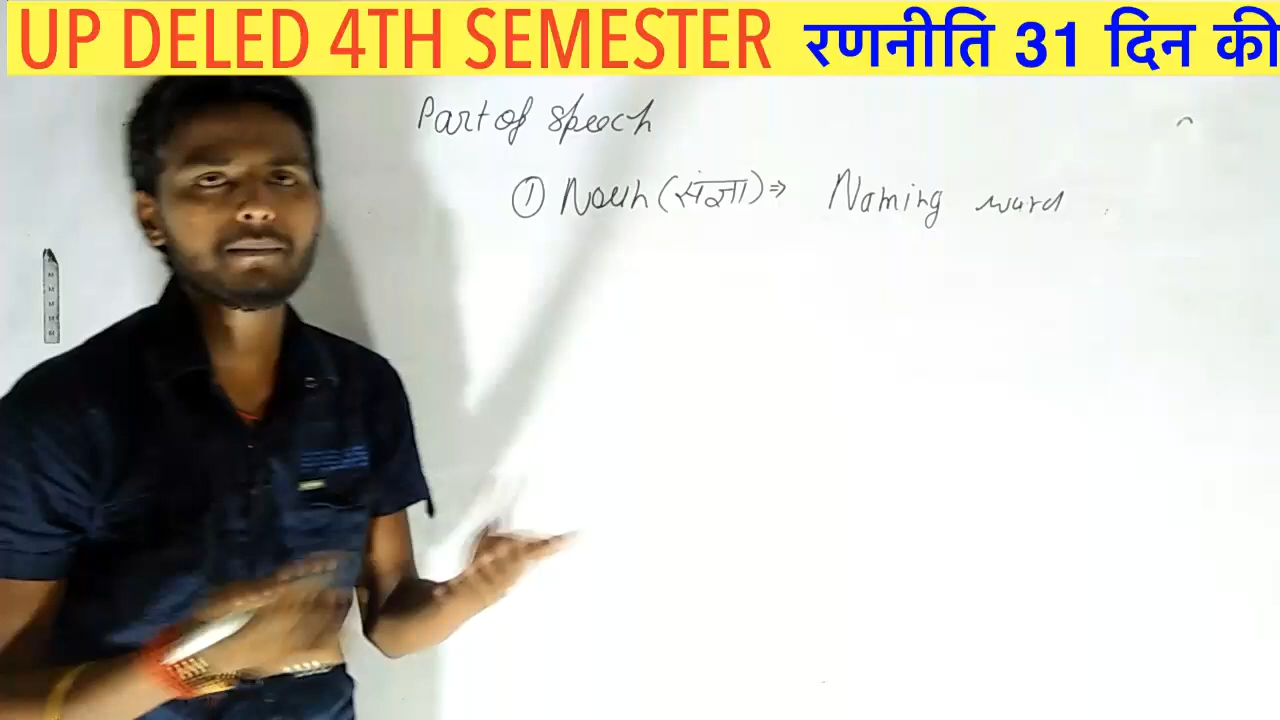 UP DELED 4TH SEMESTER रणनीति 31 दिन की
Part of speech
① Noun (संज्ञा) ⇒ Naming word